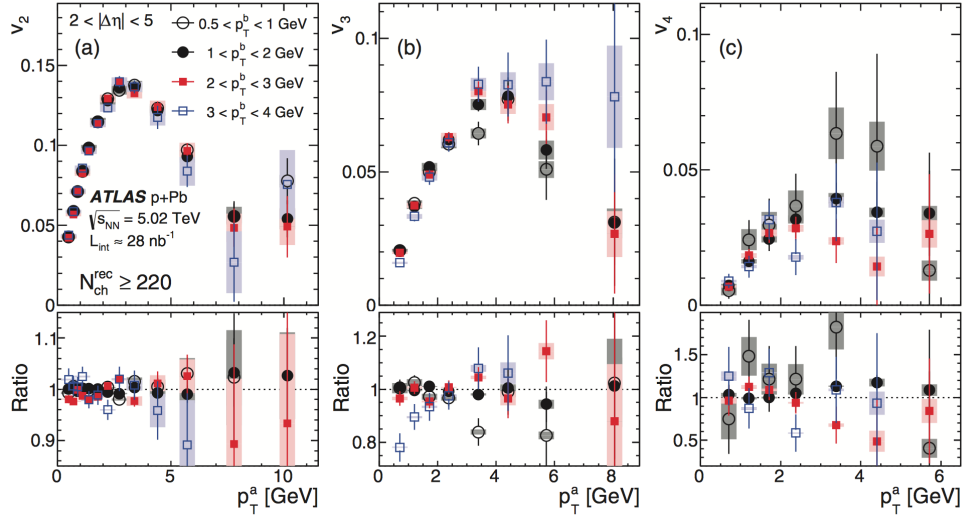 v2
2 < |Δη| < 5
(a)
0.5 < p_T^b < 1 GeV
1 < p_T^b < 2 GeV
2 < p_T^b < 3 GeV
3 < p_T^b < 4 GeV
0.15
0.1
0.05
0
ATLAS p+Pb
√s_NN = 5.02 TeV
L_int ≈ 28 nb⁻¹
N_ch^rec ≥ 220
Ratio
1.1
1
0.9
0 5 10
p_T^a [GeV]
v3
(b)
0.1
0.05
0
Ratio
1.2
1
0.8
0 2 4 6 8
p_T^a [GeV]
v4
(c)
0.1
0.05
0
Ratio
1.5
1
0.5
0 2 4 6
p_T^a [GeV]